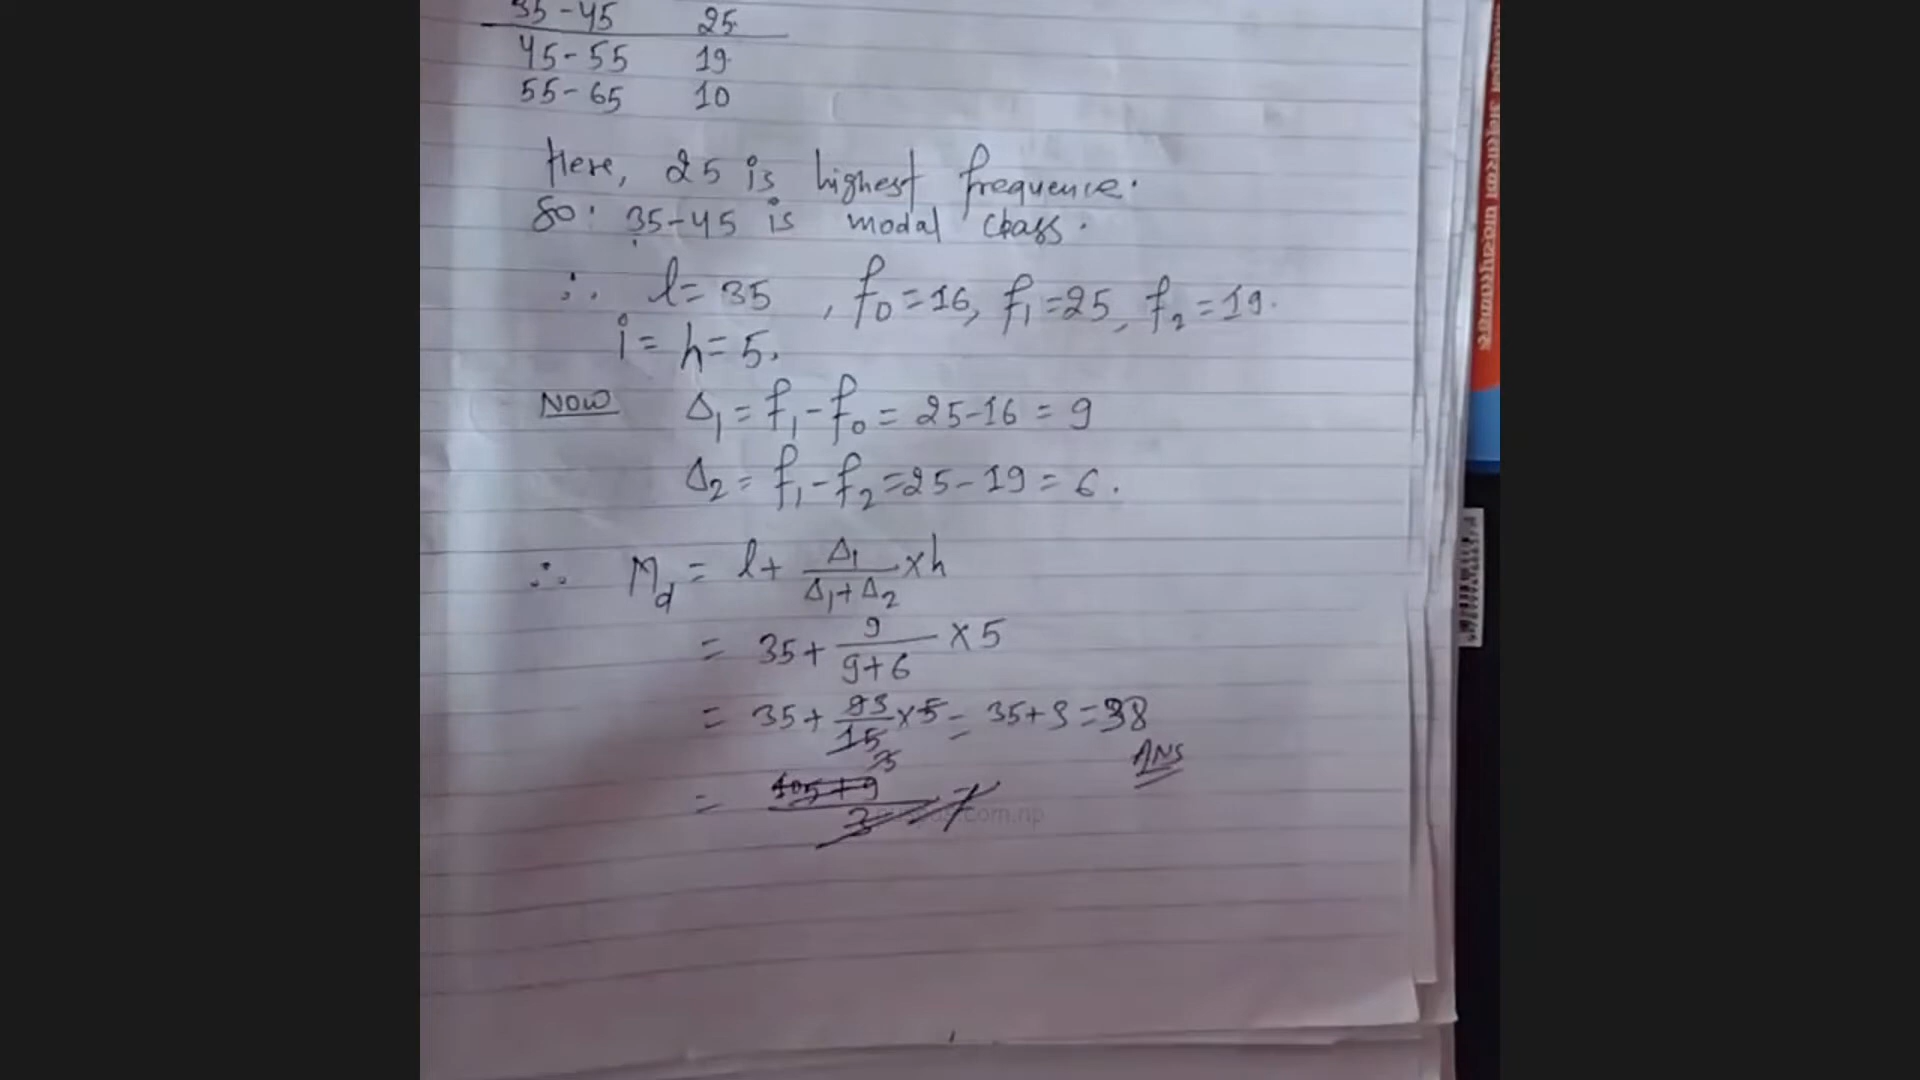 35-45 25
45-55 19
55-65 10
Here, 25 is highest frequence.
So. 35-45 is modal class.
∴ l=35, f₀=16, f₁=25, f₂=19.
i = h=5.
NOW Δ₁ = f₁-f₀ = 25-16 = 9
Δ₂ = f₁-f₂ = 25-19 = 6.
∴ M_d = l + Δ₁/(Δ₁+Δ₂) × h
= 35 + 9/(9+6) × 5
= 35 + 9/15 × 5 = 35+3 = 38
ANS